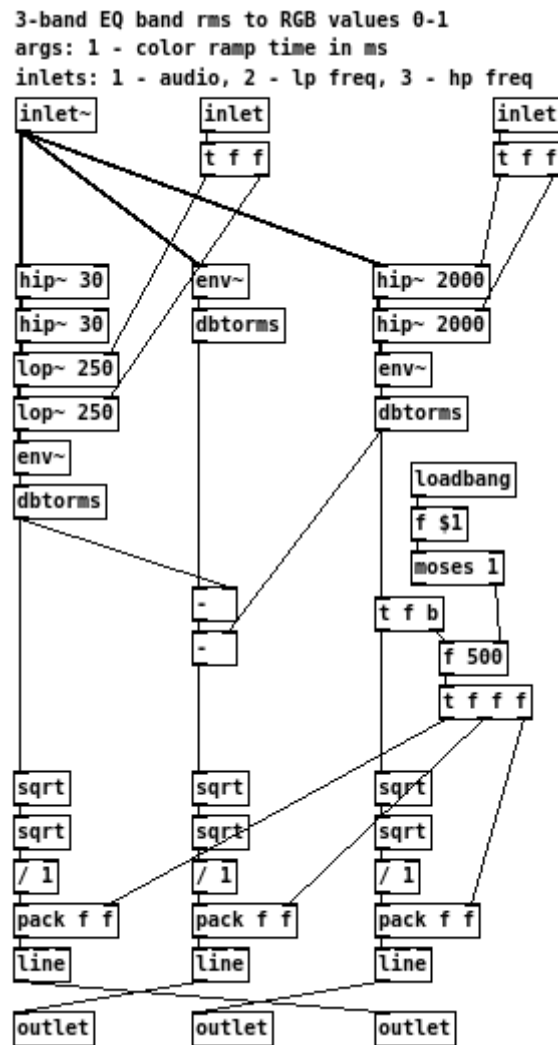 3-band EQ band rms to RGB values 0-1
args: 1 - color ramp time in ms
inlets: 1 - audio, 2 - lp freq, 3 - hp freq
inlet~ inlet inlet
t f f t f f
hip~ 30 env~ hip~ 2000
hip~ 30 dbtorms hip~ 2000
lop~ 250 env~
lop~ 250 dbtorms
env~
loadbang
dbtorms
f $1
moses 1
-
t f b
-
f 500
t f f f
sqrt sqrt sqrt
sqrt sqrt sqrt
/ 1 / 1 / 1
pack f f pack f f pack f f
line line line
outlet outlet outlet